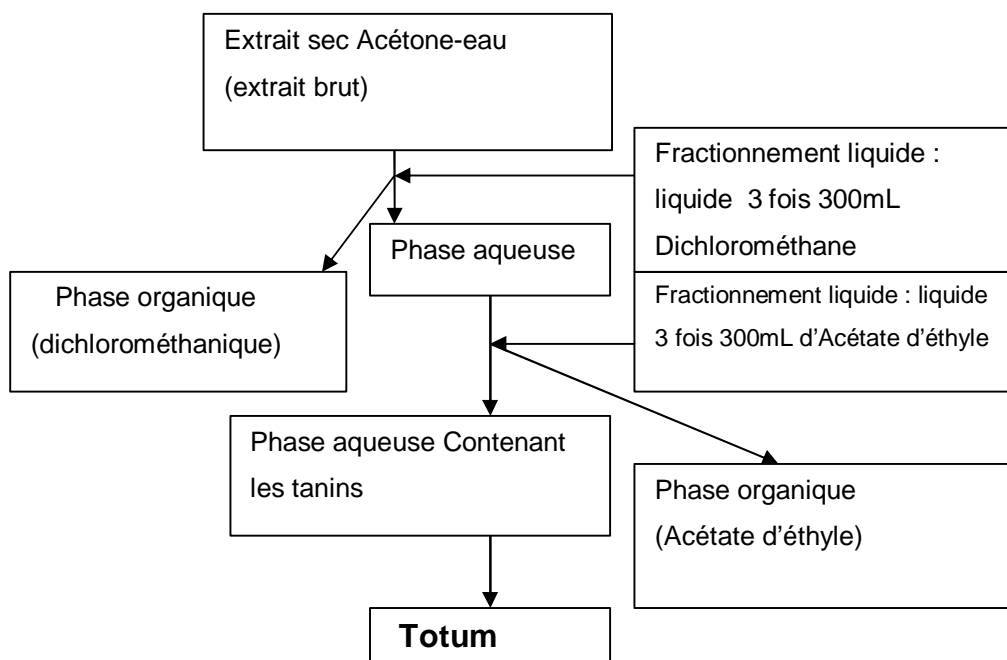 Extrait sec Acétone-eau
(extrait brut)
Fractionnement liquide :
liquide 3 fois 300mL
Dichlorométhane
Phase aqueuse
Phase organique
(dichlorométhanique)
Fractionnement liquide : liquide
3 fois 300mL d’Acétate d’éthyle
Phase aqueuse Contenant
les tanins
Phase organique
(Acétate d’éthyle)
Totum